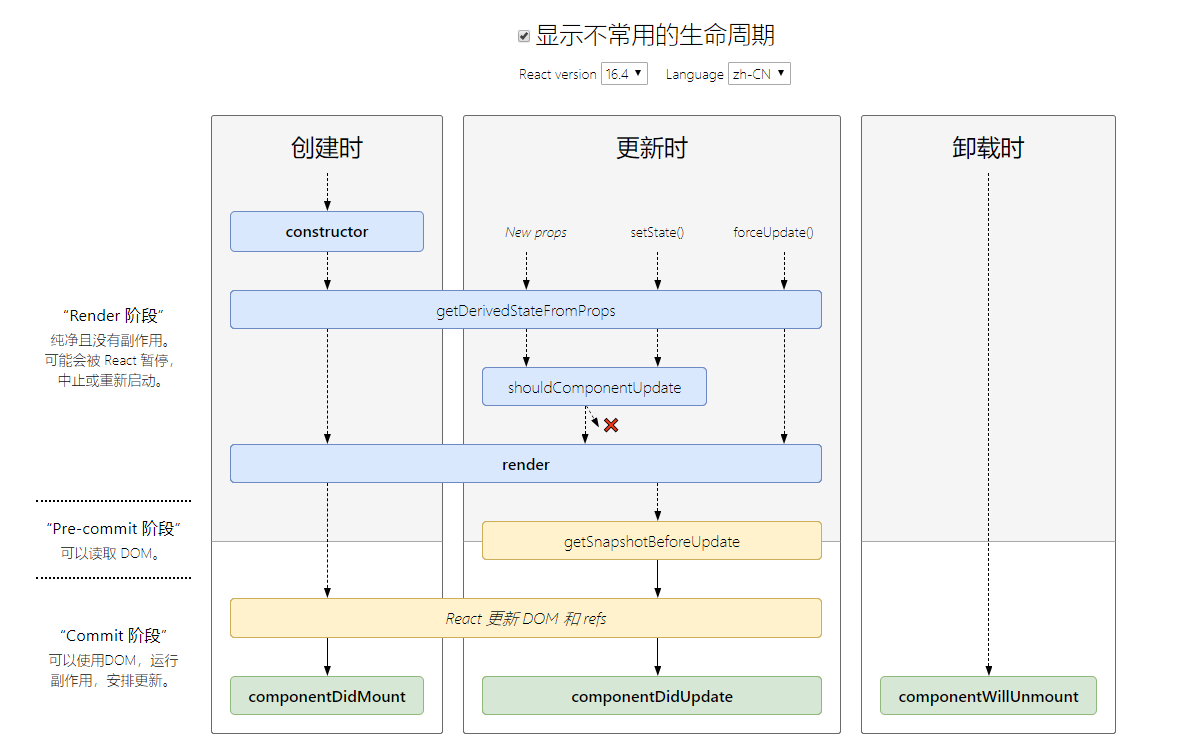 显示不常用的生命周期
React version 16.4 Language zh-CN
创建时
更新时
卸载时
constructor
New props
setState()
forceUpdate()
“Render 阶段”
纯净且没有副作用。
可能会被 React 暂停，
中止或重新启动。
getDerivedStateFromProps
shouldComponentUpdate
render
“Pre-commit 阶段”
可以读取 DOM。
getSnapshotBeforeUpdate
React 更新 DOM 和 refs
“Commit 阶段”
可以使用DOM，运行
副作用，安排更新。
componentDidMount
componentDidUpdate
componentWillUnmount